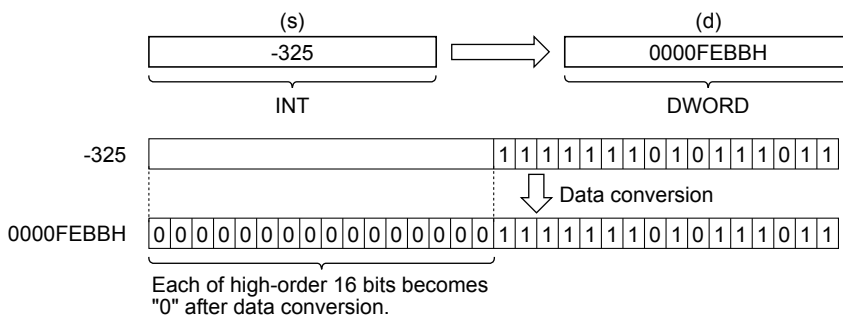 (s) (d)
-325 0000FEBBH
INT DWORD
-325 1 1 1 1 1 1 1 0 1 0 1 1 1 0 1 1
Data conversion
0000FEBBH 0 0 0 0 0 0 0 0 0 0 0 0 0 0 0 0 1 1 1 1 1 1 1 0 1 0 1 1 1 0 1 1
Each of high-order 16 bits becomes
"0" after data conversion.